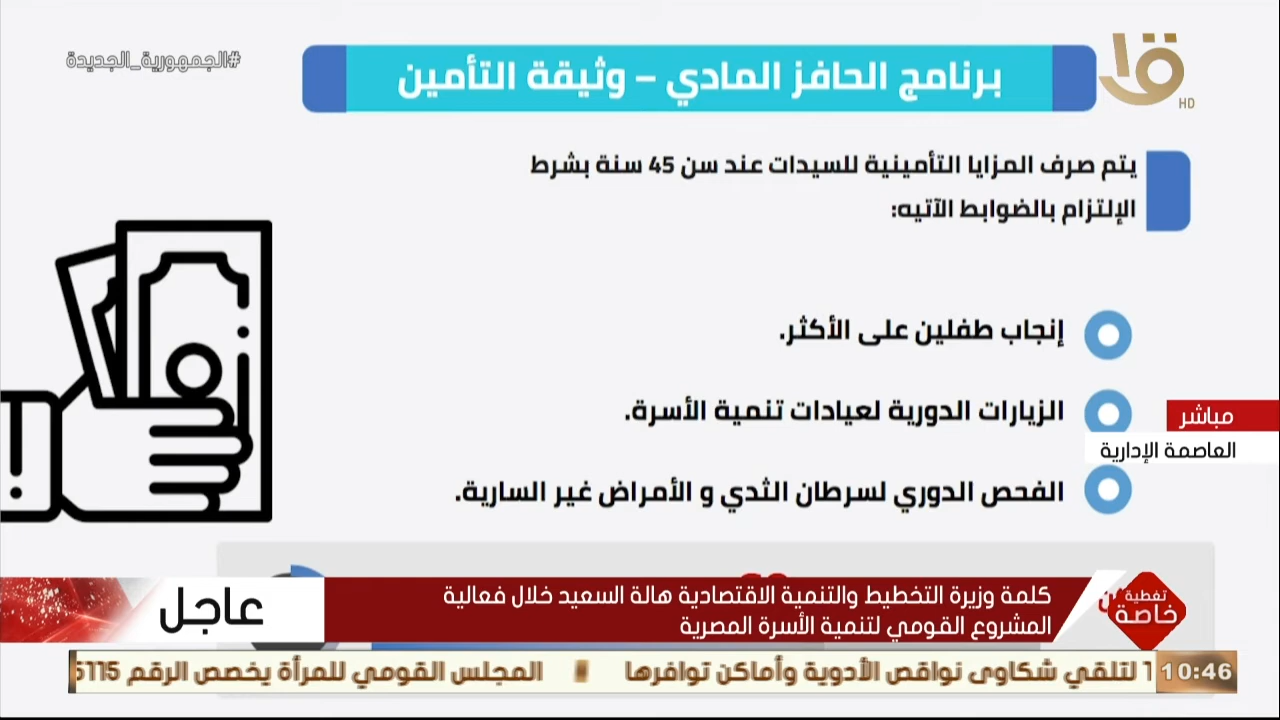 #الجمهورية_الجديدة
HD
برنامج الحافز المادي – وثيقة التأمين
يتم صرف المزايا التأمينية للسيدات عند سن 45 سنة بشرط
الإلتزام بالضوابط الآتيه:
إنجاب طفلين على الأكثر.
الزيارات الدورية لعيادات تنمية الأسرة.
مباشر
العاصمة الإدارية
الفحص الدوري لسرطان الثدي و الأمراض غير السارية.
تغطية
خاصة
كلمة وزيرة التخطيط والتنمية الاقتصادية هالة السعيد خلال فعالية
المشروع القومي لتنمية الأسرة المصرية
عاجل
10:46
لتلقي شكاوى نواقص الأدوية وأماكن توافرها
المجلس القومي للمرأة يخصص الرقم